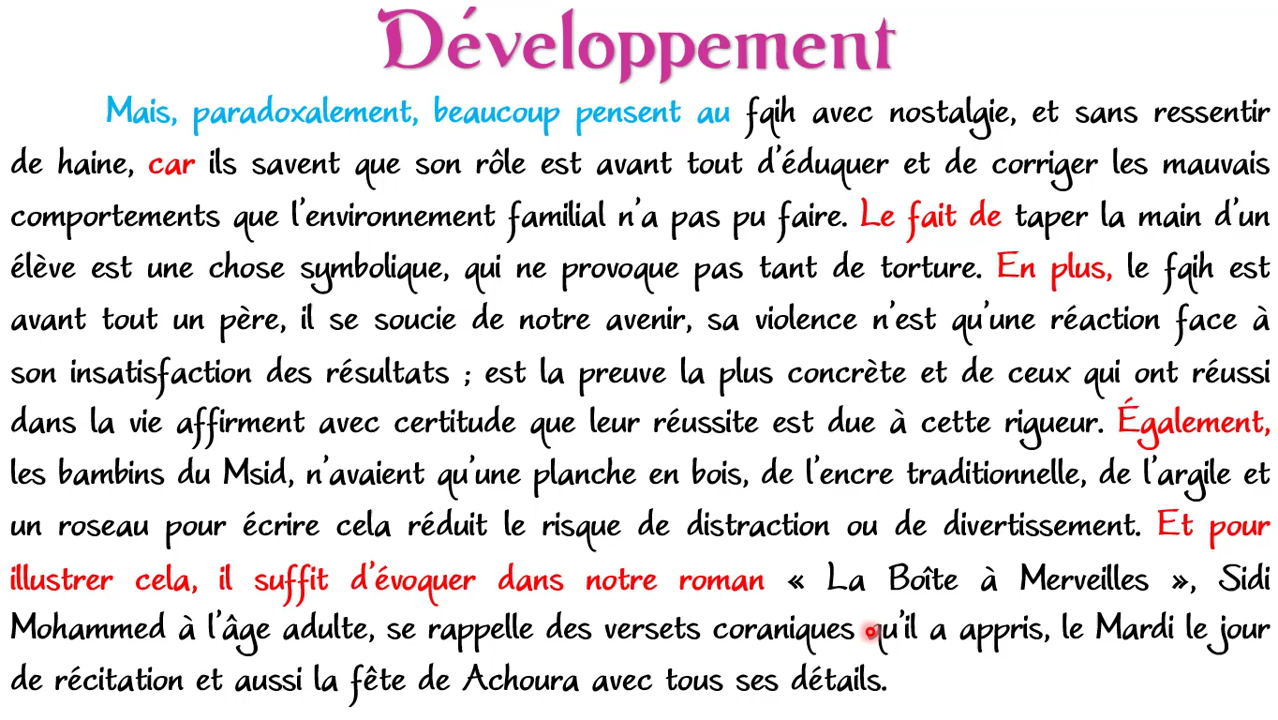 Développement
Mais, paradoxalement, beaucoup pensent au fqih avec nostalgie, et sans ressentir
de haine, car ils savent que son rôle est avant tout d'éduquer et de corriger les mauvais
comportements que l'environnement familial n'a pas pu faire. Le fait de taper la main d'un
élève est une chose symbolique, qui ne provoque pas tant de torture. En plus, le fqih est
avant tout un père, il se soucie de notre avenir, sa violence n'est qu'une réaction face à
son insatisfaction des résultats ; est la preuve la plus concrète et de ceux qui ont réussi
dans la vie affirment avec certitude que leur réussite est due à cette rigueur. Également,
les bambins du Msid, n'avaient qu'une planche en bois, de l'encre traditionnelle, de l'argile et
un roseau pour écrire cela réduit le risque de distraction ou de divertissement. Et pour
illustrer cela, il suffit d'évoquer dans notre roman « La Boîte à Merveilles », Sidi
Mohammed à l'âge adulte, se rappelle des versets coraniques qu'il a appris, le Mardi le jour
de récitation et aussi la fête de Achoura avec tous ses détails.